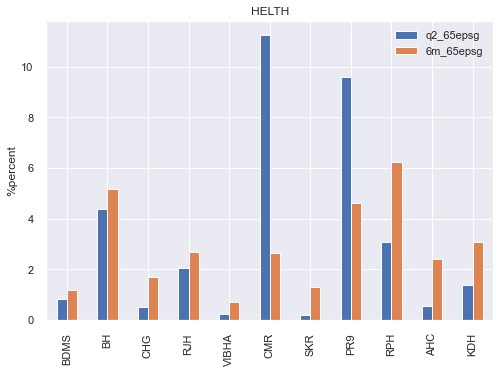 HELTH
q2_65epsg
6m_65epsg
%percent
10
8
6
4
2
0
BDMS
BH
CHG
RJH
VIBHA
CMR
SKR
PR9
RPH
AHC
KDH